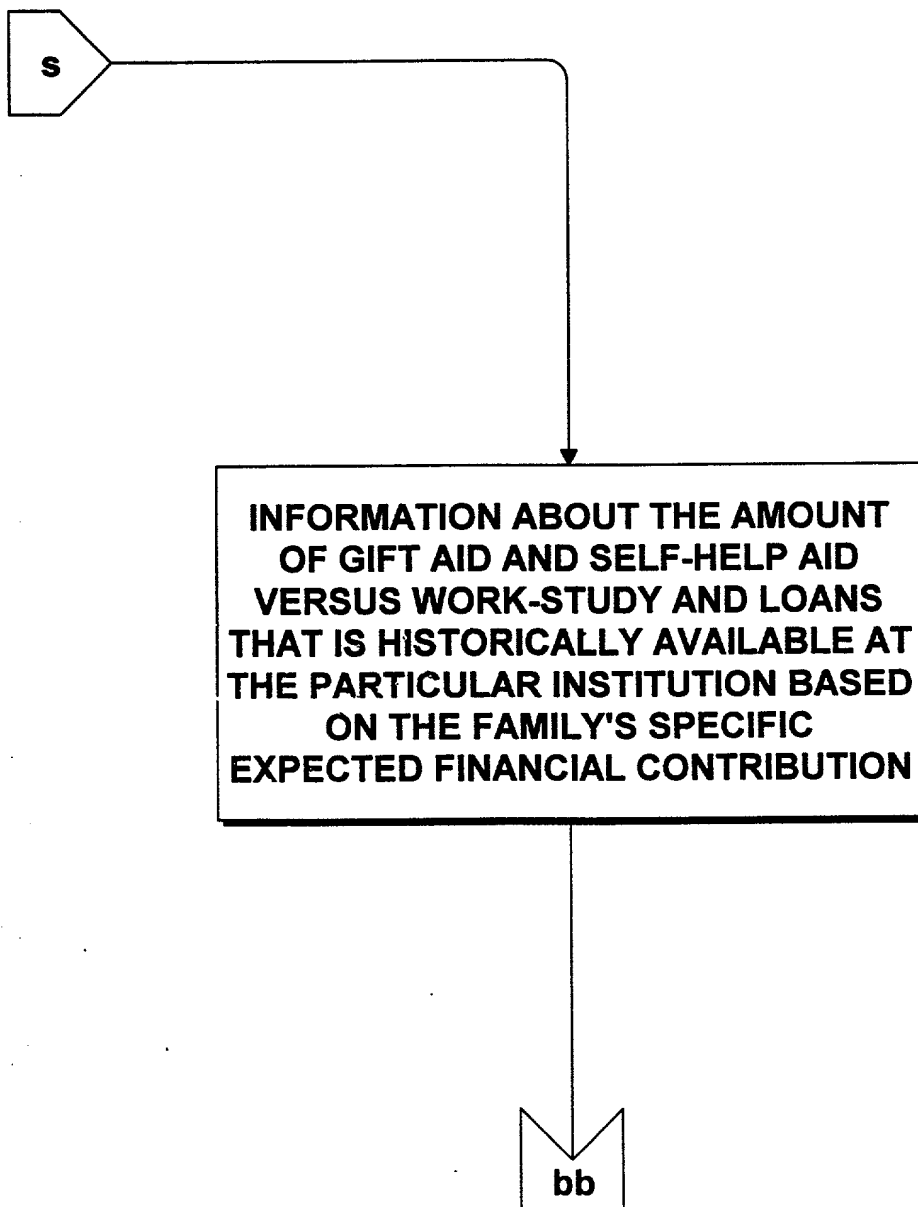 s
INFORMATION ABOUT THE AMOUNT
OF GIFT AID AND SELF-HELP AID
VERSUS WORK-STUDY AND LOANS
THAT IS HISTORICALLY AVAILABLE AT
THE PARTICULAR INSTITUTION BASED
ON THE FAMILY'S SPECIFIC
EXPECTED FINANCIAL CONTRIBUTION
bb